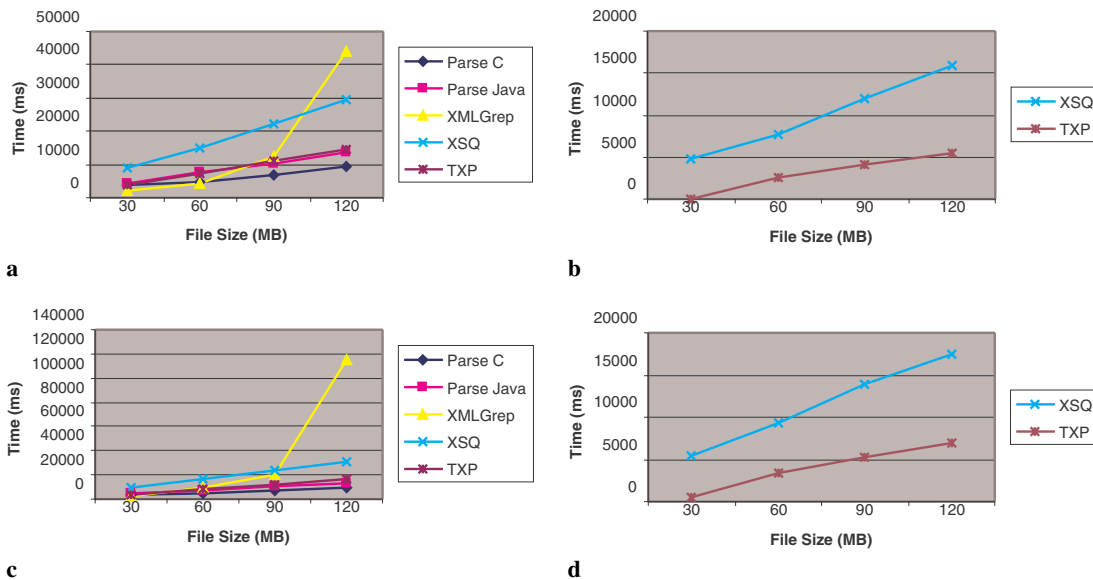 50000
40000
30000
20000
10000
0
Time (ms)
30 60 90 120
File Size (MB)
Parse C
Parse Java
XMLGrep
XSQ
TXP
a
20000
15000
10000
5000
0
Time (ms)
30 60 90 120
File Size (MB)
XSQ
TXP
b
140000
120000
100000
80000
60000
40000
20000
0
Time (ms)
30 60 90 120
File Size (MB)
Parse C
Parse Java
XMLGrep
XSQ
TXP
c
20000
15000
10000
5000
0
Time (ms)
30 60 90 120
File Size (MB)
XSQ
TXP
d